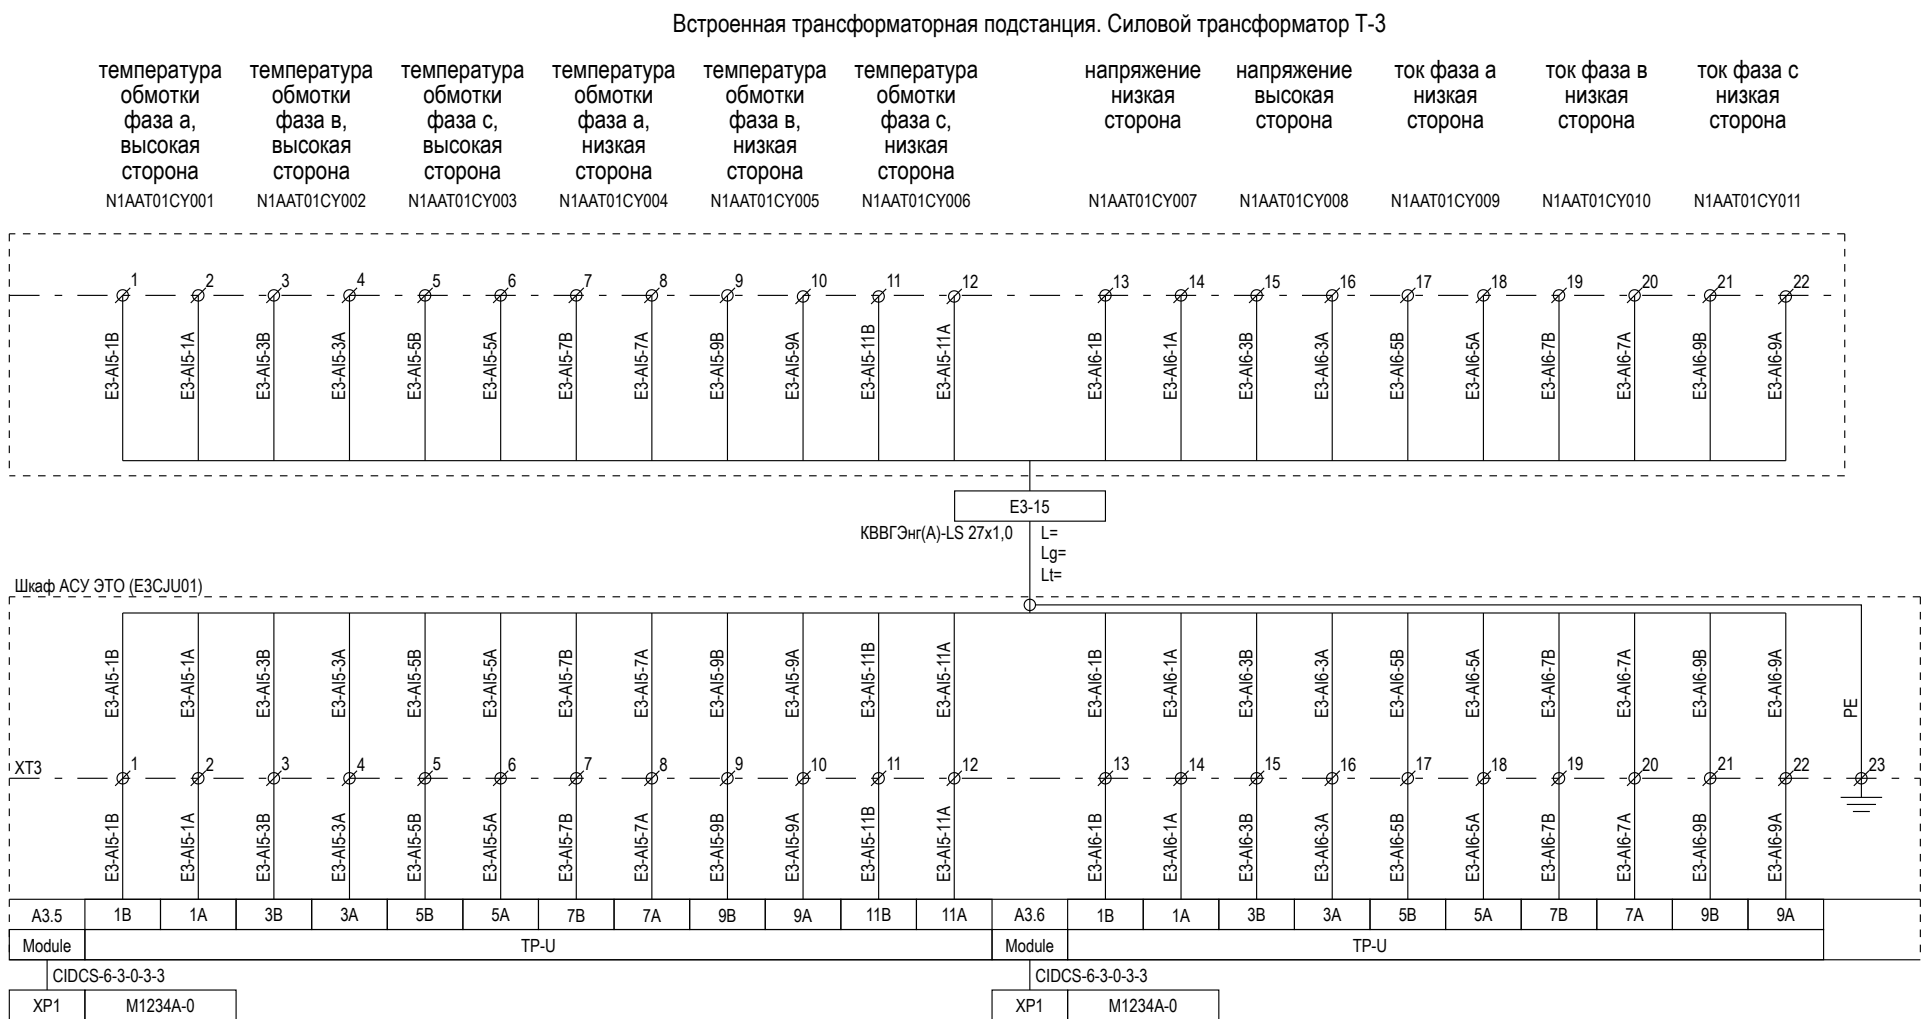 Встроенная трансформаторная подстанция. Силовой трансформатор Т-3
температура обмотки фаза а, высокая сторона
N1AAT01CY001
температура обмотки фаза в, высокая сторона
N1AAT01CY002
температура обмотки фаза с, высокая сторона
N1AAT01CY003
температура обмотки фаза а, низкая сторона
N1AAT01CY004
температура обмотки фаза в, низкая сторона
N1AAT01CY005
температура обмотки фаза с, низкая сторона
N1AAT01CY006
напряжение низкая сторона
N1AAT01CY007
напряжение высокая сторона
N1AAT01CY008
ток фаза а низкая сторона
N1AAT01CY009
ток фаза в низкая сторона
N1AAT01CY010
ток фаза с низкая сторона
N1AAT01CY011
1 2 3 4 5 6 7 8 9 10 11 12 13 14 15 16 17 18 19 20 21 22
E3-AI5-1B E3-AI5-1A E3-AI5-3B E3-AI5-3A E3-AI5-5B E3-AI5-5A E3-AI5-7B E3-AI5-7A E3-AI5-9B E3-AI5-9A E3-AI5-11B E3-AI5-11A E3-AI6-1B E3-AI6-1A E3-AI6-3B E3-AI6-3A E3-AI6-5B E3-AI6-5A E3-AI6-7B E3-AI6-7A E3-AI6-9B E3-AI6-9A
E3-15
КВВГЭнг(А)-LS 27х1,0 L=
Lg=
Lt=
Шкаф АСУ ЭТО (E3CJU01)
E3-AI5-1B E3-AI5-1A E3-AI5-3B E3-AI5-3A E3-AI5-5B E3-AI5-5A E3-AI5-7B E3-AI5-7A E3-AI5-9B E3-AI5-9A E3-AI5-11B E3-AI5-11A E3-AI6-1B E3-AI6-1A E3-AI6-3B E3-AI6-3A E3-AI6-5B E3-AI6-5A E3-AI6-7B E3-AI6-7A E3-AI6-9B E3-AI6-9A PE
XT3 1 2 3 4 5 6 7 8 9 10 11 12 13 14 15 16 17 18 19 20 21 22 23
E3-AI5-1B E3-AI5-1A E3-AI5-3B E3-AI5-3A E3-AI5-5B E3-AI5-5A E3-AI5-7B E3-AI5-7A E3-AI5-9B E3-AI5-9A E3-AI5-11B E3-AI5-11A E3-AI6-1B E3-AI6-1A E3-AI6-3B E3-AI6-3A E3-AI6-5B E3-AI6-5A E3-AI6-7B E3-AI6-7A E3-AI6-9B E3-AI6-9A
A3.5 1B 1A 3B 3A 5B 5A 7B 7A 9B 9A 11B 11A A3.6 1B 1A 3B 3A 5B 5A 7B 7A 9B 9A
Module TP-U Module TP-U
CIDCS-6-3-0-3-3 CIDCS-6-3-0-3-3
XP1 M1234A-0 XP1 M1234A-0